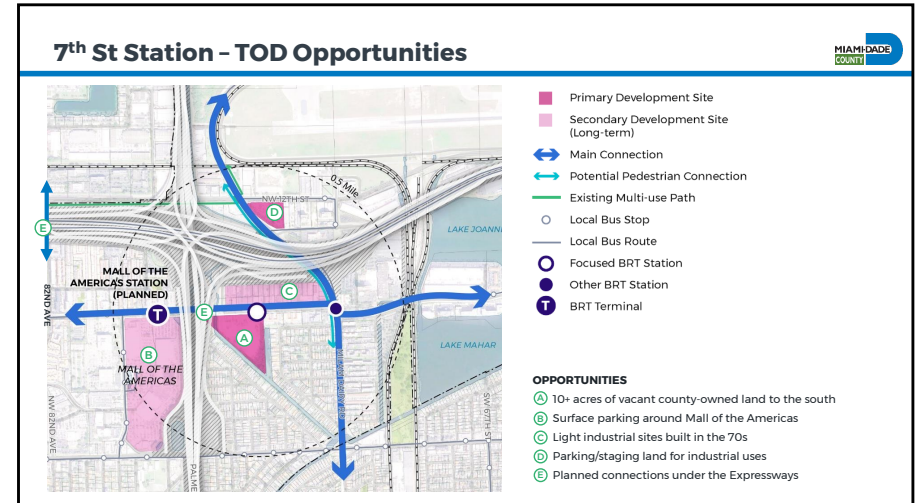 7th St Station – TOD Opportunities
MIAMI-DADE
COUNTY
0.5 Mile
NW 12TH ST
D
LAKE JOANN
E
MALL OF THE
AMERICAS STATION
(PLANNED)
82ND AVE
C
T
E
A
B
MALL OF THE
AMERICAS
LAKE MAHAR
NW 82ND AVE
PALME
SW 67TH ST
Primary Development Site
Secondary Development Site
(Long-term)
Main Connection
Potential Pedestrian Connection
Existing Multi-use Path
Local Bus Stop
Local Bus Route
Focused BRT Station
Other BRT Station
T BRT Terminal
OPPORTUNITIES
A 10+ acres of vacant county-owned land to the south
B Surface parking around Mall of the Americas
C Light industrial sites built in the 70s
D Parking/staging land for industrial uses
E Planned connections under the Expressways